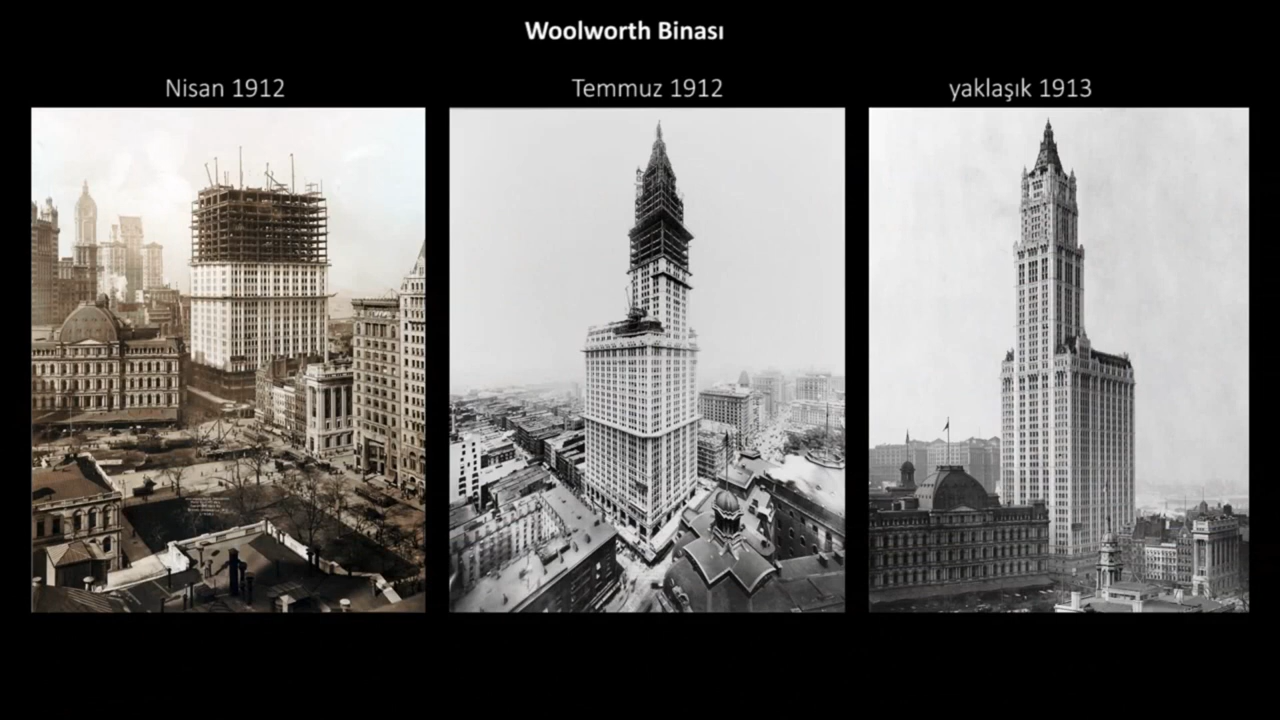 Woolworth Binası
Nisan 1912
Temmuz 1912
yaklaşık 1913